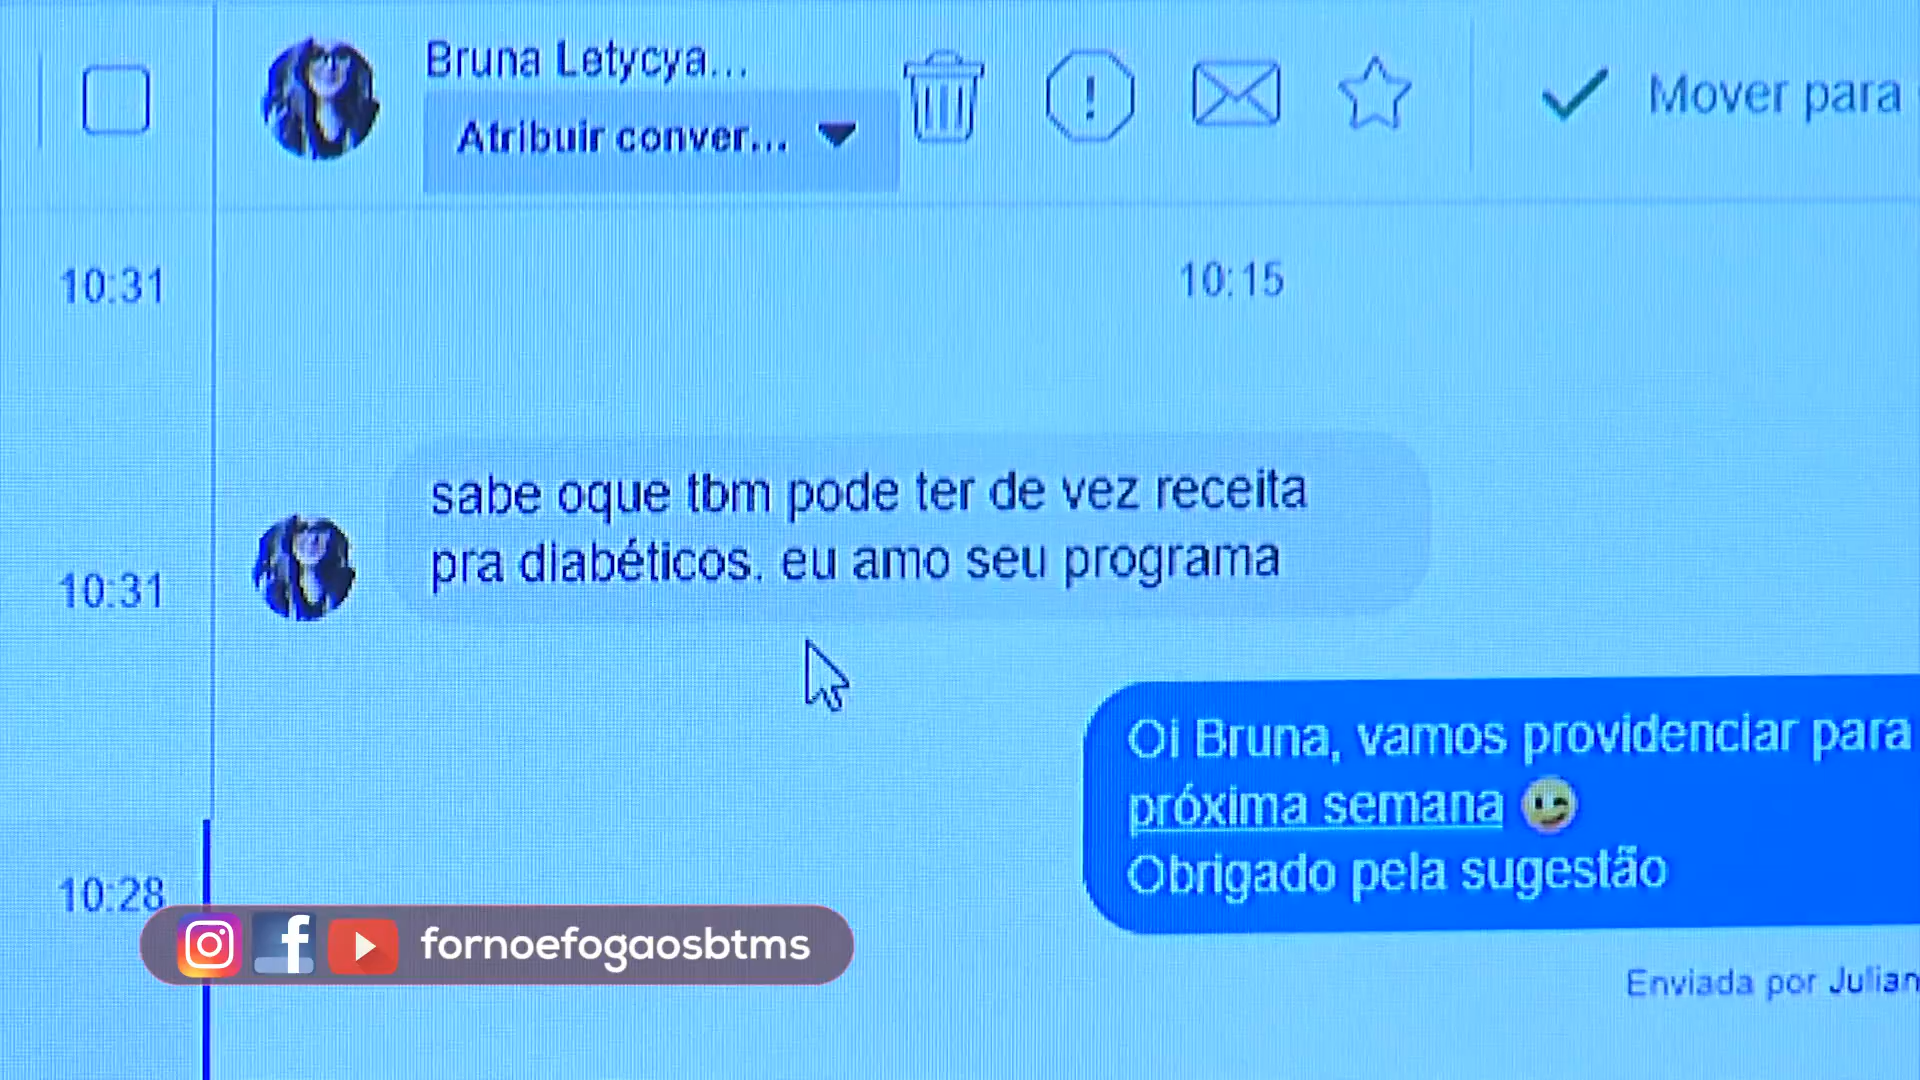 Bruna Letycya...
Atribuir conver...
Mover para
10:31
10:15
sabe oque tbm pode ter de vez receita
pra diabéticos. eu amo seu programa
10:31
Oi Bruna, vamos providenciar para
próxima semana 😉
Obrigado pela sugestão
10:28
fornoefogaosbtms
Enviada por Julian